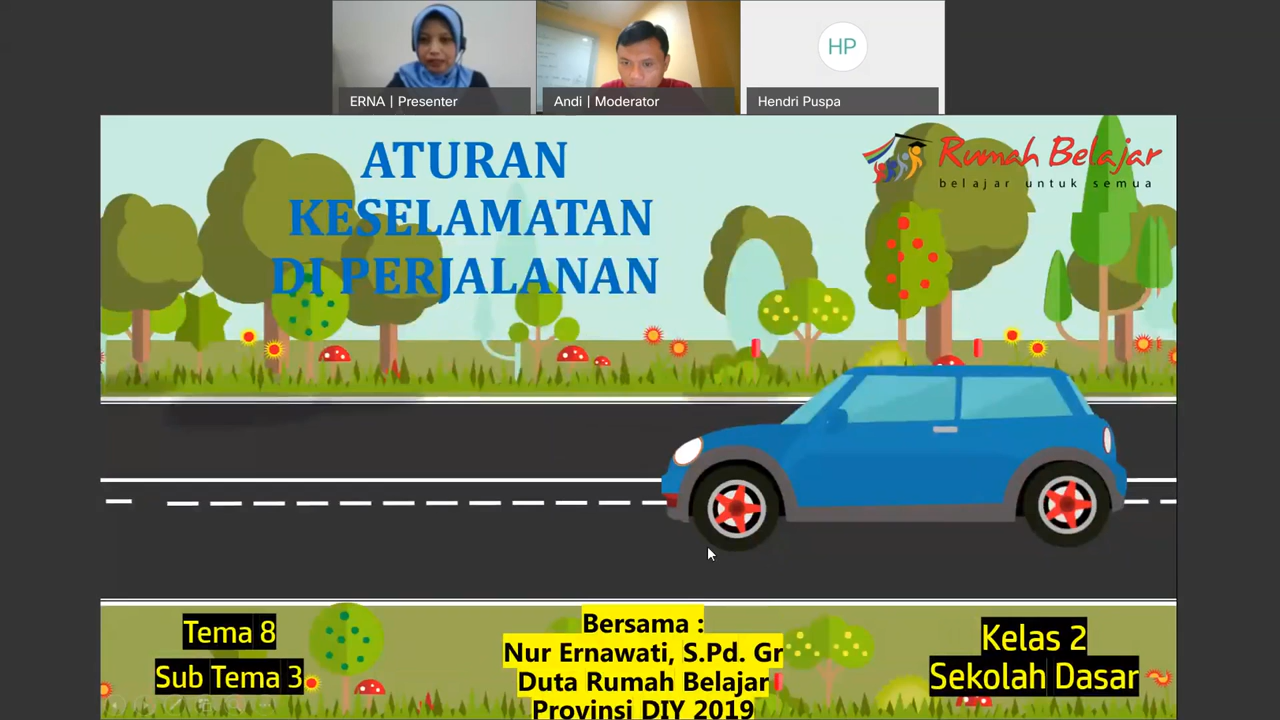 ERNA | Presenter
Andi | Moderator
HP
Hendri Puspa
ATURAN
KESELAMATAN
DI PERJALANAN
Rumah Belajar
belajar untuk semua
Tema 8
Sub Tema 3
Bersama :
Nur Ernawati, S.Pd. Gr
Duta Rumah Belajar
Provinsi DIY 2019
Kelas 2
Sekolah Dasar